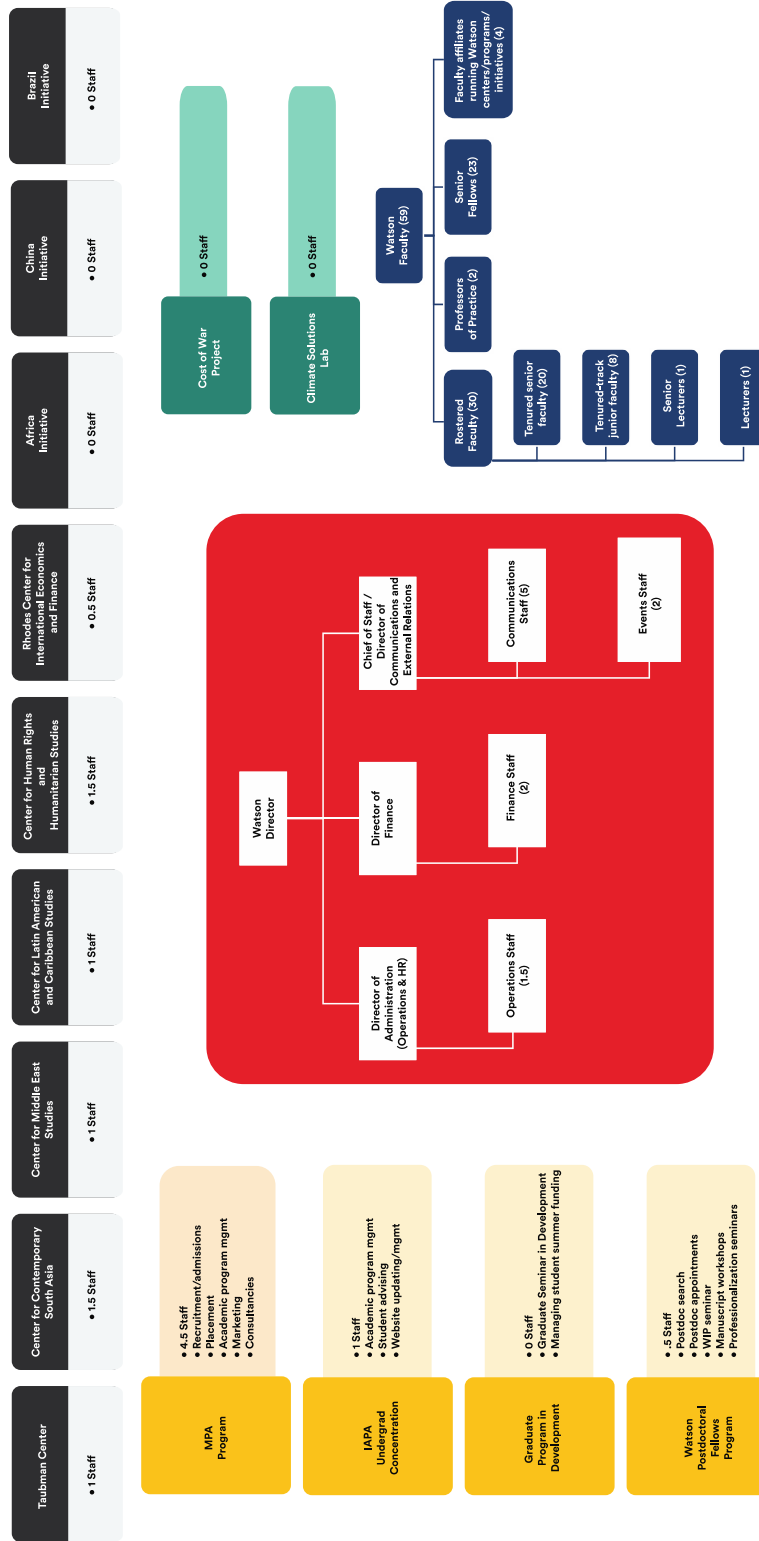 Taubman Center
• 1 Staff
Center for Contemporary
South Asia
• 1.5 Staff
Center for Middle East
Studies
• 1 Staff
Center for Latin American
and Caribbean Studies
• 1 Staff
Center for Human Rights
and
Humanitarian Studies
• 1.5 Staff
Rhodes Center for
International Economics
and Finance
• 0.5 Staff
Africa
Initiative
• 0 Staff
China
Initiative
• 0 Staff
Brazil
Initiative
• 0 Staff
MPA
Program
• 4.5 Staff
• Recruitment/admissions
• Placement
• Academic program mgmt
• Marketing
• Consultancies
IAPA
Undergrad
Concentration
• 1 Staff
• Academic program mgmt
• Student advising
• Website updating/mgmt
Graduate
Program in
Development
• 0 Staff
• Graduate Seminar in Development
• Managing student summer funding
Watson
Postdoctoral
Fellows
Program
• .5 Staff
• Postdoc search
• Postdoc appointments
• WIP seminar
• Manuscript workshops
• Professionalization seminars
Watson
Director
Director of
Administration
(Operations & HR)
Director of
Finance
Chief of Staff /
Director of
Communications and
External Relations
Operations Staff
(1.5)
Finance Staff
(2)
Communications
Staff (5)
Events Staff
(2)
Cost of War
Project
• 0 Staff
Climate Solutions
Lab
• 0 Staff
Watson
Faculty (59)
Rostered
Faculty (30)
Professors
of Practice (2)
Senior
Fellows (23)
Faculty affiliates
running Watson
centers/programs/
initiatives (4)
Tenured senior
faculty (20)
Tenured-track
junior faculty (8)
Senior
Lecturers (1)
Lecturers (1)